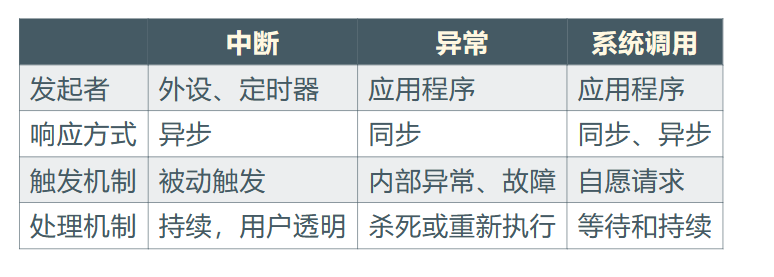 中断 异常 系统调用
发起者 外设、定时器 应用程序 应用程序
响应方式 异步 同步 同步、异步
触发机制 被动触发 内部异常、故障 自愿请求
处理机制 持续，用户透明 杀死或重新执行 等待和持续